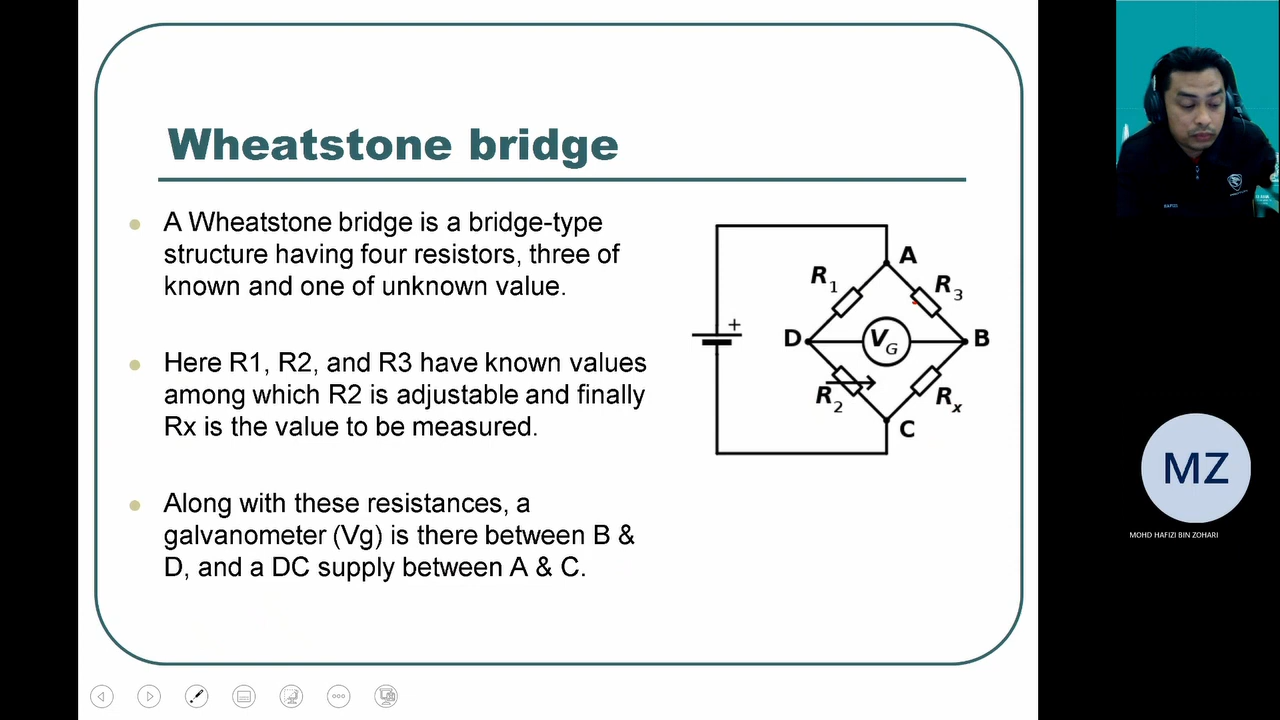 Wheatstone bridge
A Wheatstone bridge is a bridge-type
structure having four resistors, three of
known and one of unknown value.
Here R1, R2, and R3 have known values
among which R2 is adjustable and finally
Rx is the value to be measured.
Along with these resistances, a
galvanometer (Vg) is there between B &
D, and a DC supply between A & C.
A
R1
R3
+
D
VG
B
R2
Rx
C
MZ
MOHD HAFIZI BIN ZOHARI